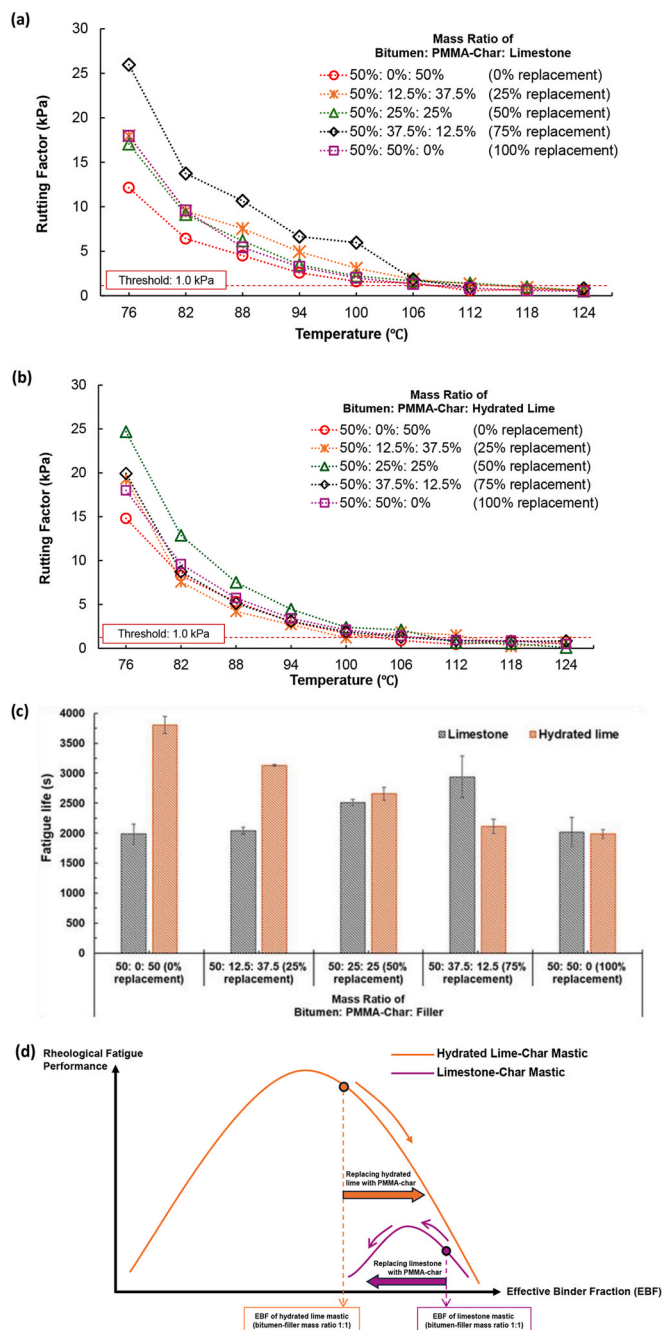 (a)
Rutting Factor (kPa)
30
25
20
15
10
5
0
Mass Ratio of
Bitumen: PMMA-Char: Limestone
50%: 0%: 50% (0% replacement)
50%: 12.5%: 37.5% (25% replacement)
50%: 25%: 25% (50% replacement)
50%: 37.5%: 12.5% (75% replacement)
50%: 50%: 0% (100% replacement)
Threshold: 1.0 kPa
76 82 88 94 100 106 112 118 124
Temperature (℃)
(b)
Rutting Factor (kPa)
30
25
20
15
10
5
0
Mass Ratio of
Bitumen: PMMA-Char: Hydrated Lime
50%: 0%: 50% (0% replacement)
50%: 12.5%: 37.5% (25% replacement)
50%: 25%: 25% (50% replacement)
50%: 37.5%: 12.5% (75% replacement)
50%: 50%: 0% (100% replacement)
Threshold: 1.0 kPa
76 82 88 94 100 106 112 118 124
Temperature (℃)
(c)
Fatigue life (s)
4000
3500
3000
2500
2000
1500
1000
500
0
Limestone Hydrated lime
50: 0: 50 (0% replacement)
50: 12.5: 37.5 (25% replacement)
50: 25: 25 (50% replacement)
50: 37.5: 12.5 (75% replacement)
50: 50: 0 (100% replacement)
Mass Ratio of
Bitumen: PMMA-Char: Filler
(d)
Rheological Fatigue
Performance
Hydrated Lime-Char Mastic
Limestone-Char Mastic
Replacing hydrated
lime with PMMA-char
Replacing limestone
with PMMA-char
Effective Binder Fraction (EBF)
EBF of hydrated lime mastic
(bitumen-filler mass ratio 1:1)
EBF of limestone mastic
(bitumen-filler mass ratio 1:1)